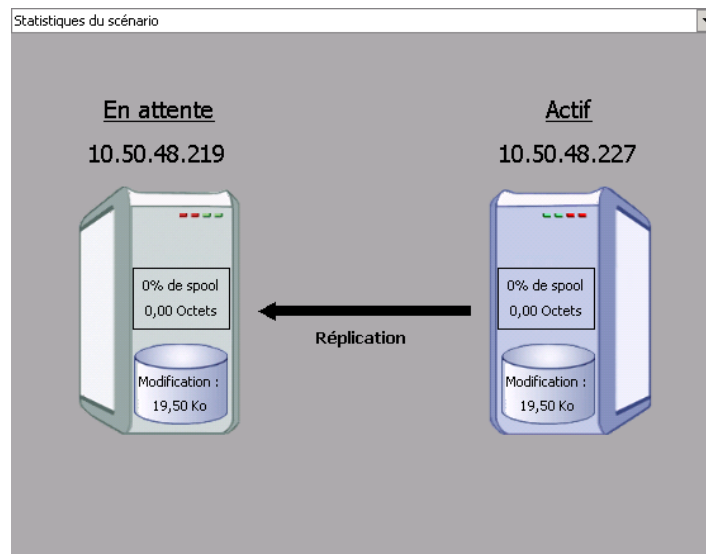 Statistiques du scénario
En attente
10.50.48.219
Actif
10.50.48.227
0% de spool
0,00 Octets
Modification :
19,50 Ko
Réplication
0% de spool
0,00 Octets
Modification :
19,50 Ko